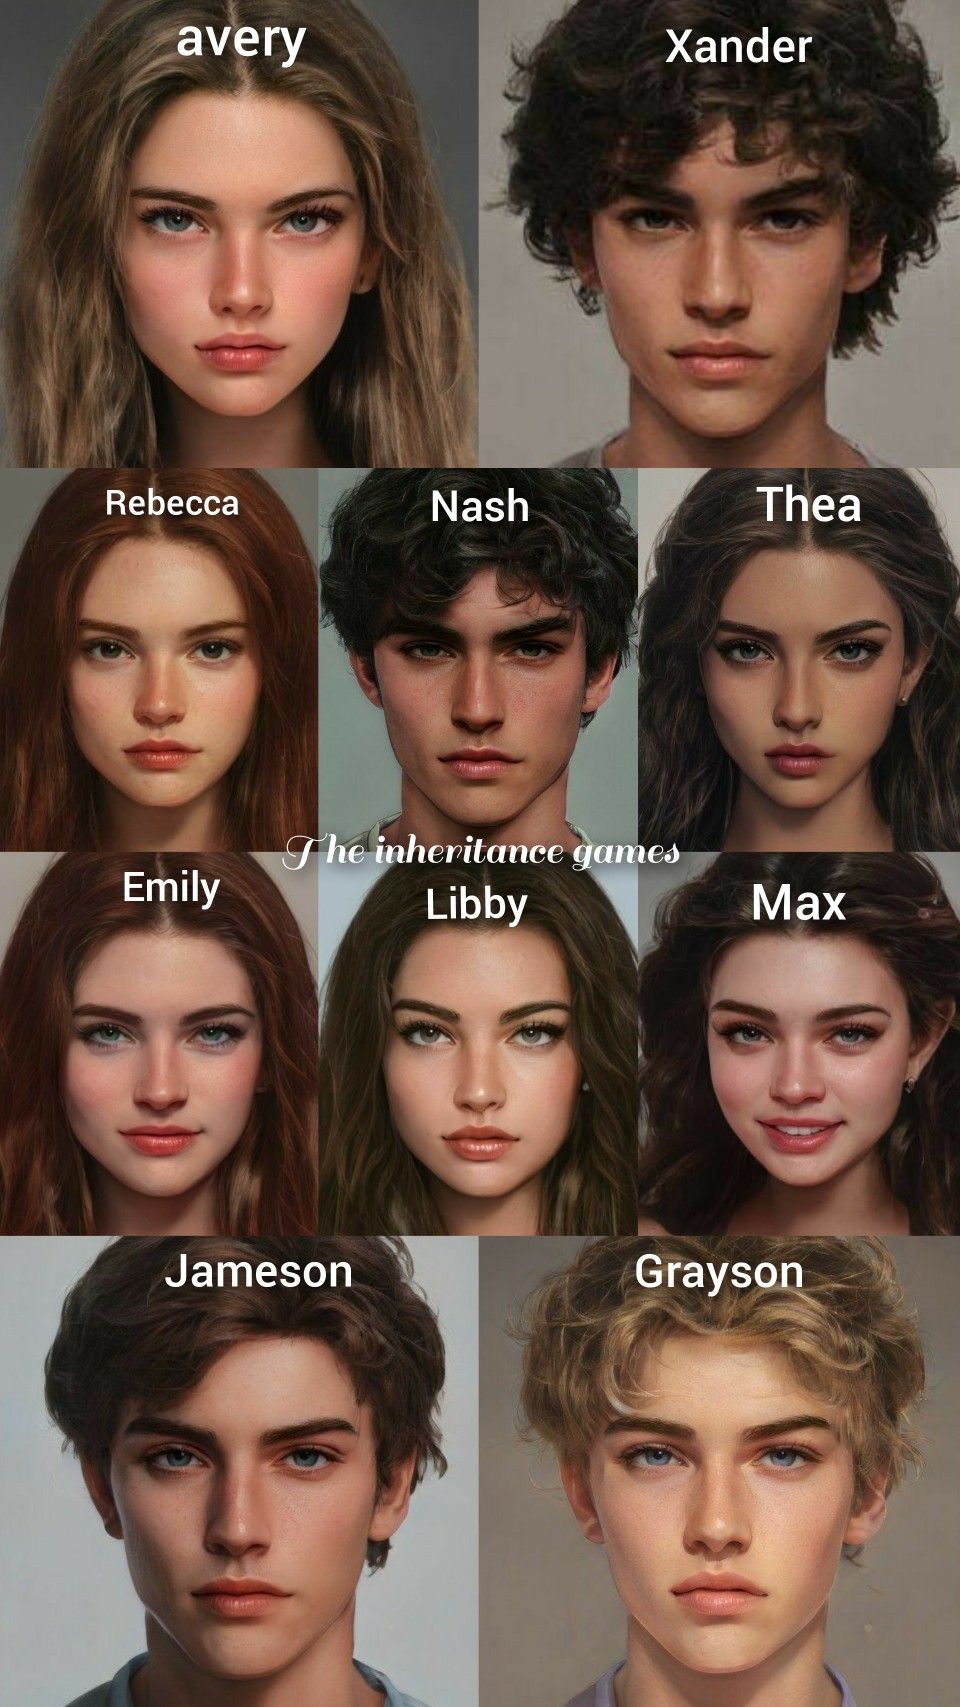 avery
Xander
Rebecca
Nash
Thea
The inheritance games
Emily
Libby
Max
Jameson
Grayson